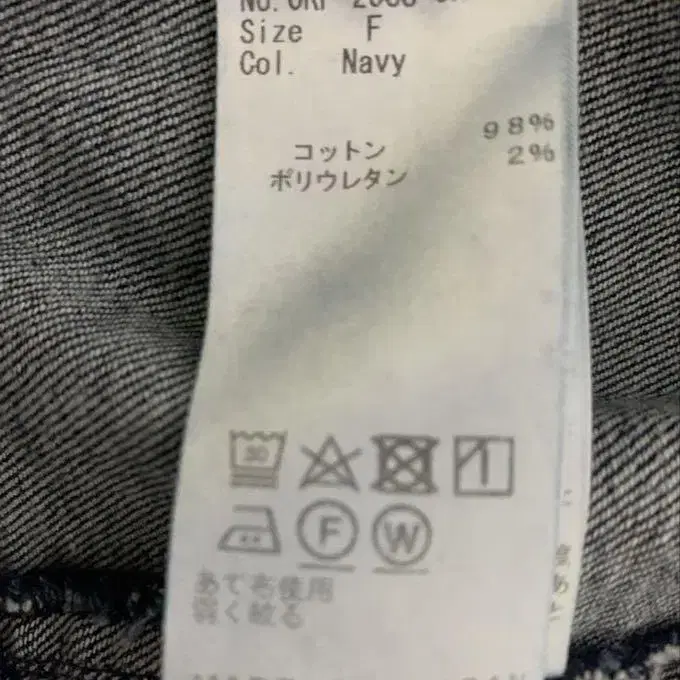 Size F
Col. Navy
98%
コットン
2%
ポリウレタン
30
F W
あて布使用
弱く絞る